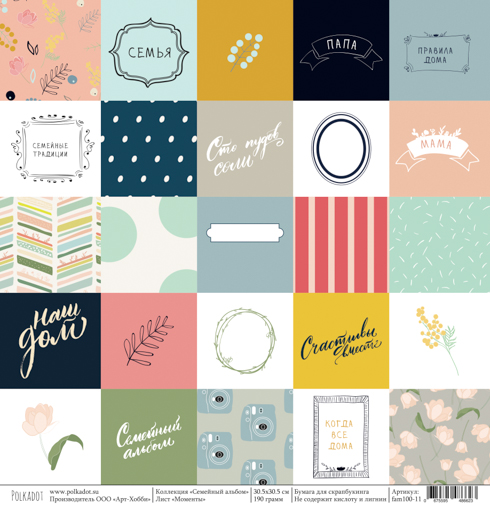 СЕМЬЯ
ПАПА
ПРАВИЛА
ДОМА
СЕМЕЙНЫЕ
ТРАДИЦИИ
Сто пудов
соли
МАМА
наш
дом
Счастливы
вместе
Семейный
альбом
КОГДА
ВСЕ
ДОМА
POLKADOT
www.polkadot.su
Производитель ООО «Арт-Хобби»
Коллекция «Семейный альбом»
Лист «Моменты»
30.5x30.5 см
190 грамм
Бумага для скрапбукинга
Не содержит кислоту и лигнин
Артикул:
fam100-11